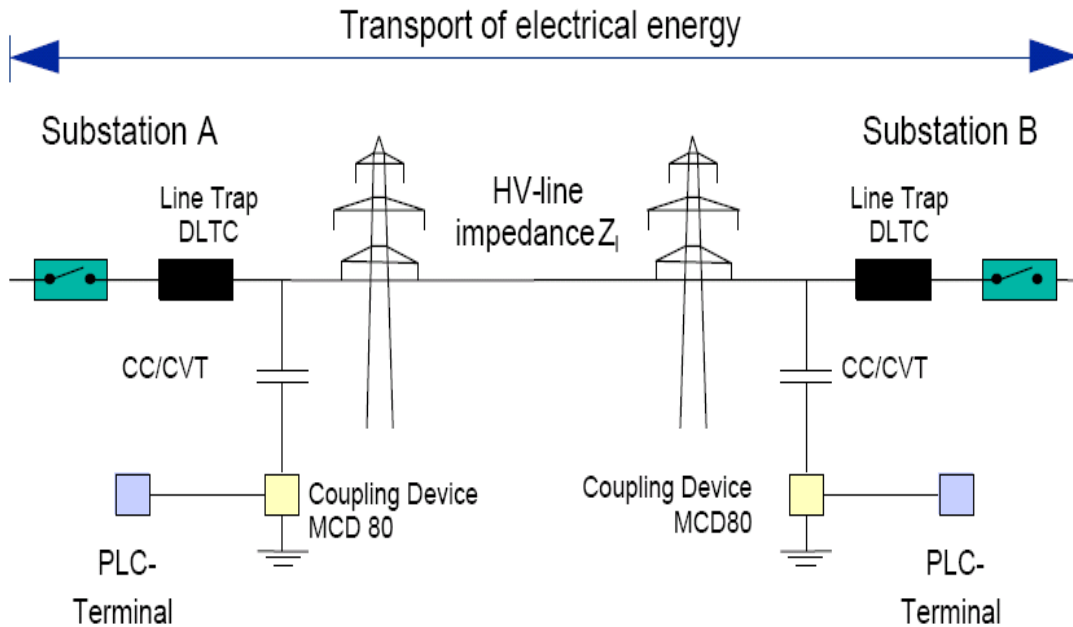 Transport of electrical energy
Substation A
Substation B
Line Trap
DLTC
HV-line
impedance Zl
Line Trap
DLTC
CC/CVT
CC/CVT
Coupling Device
MCD 80
Coupling Device
MCD80
PLC-
Terminal
PLC-
Terminal